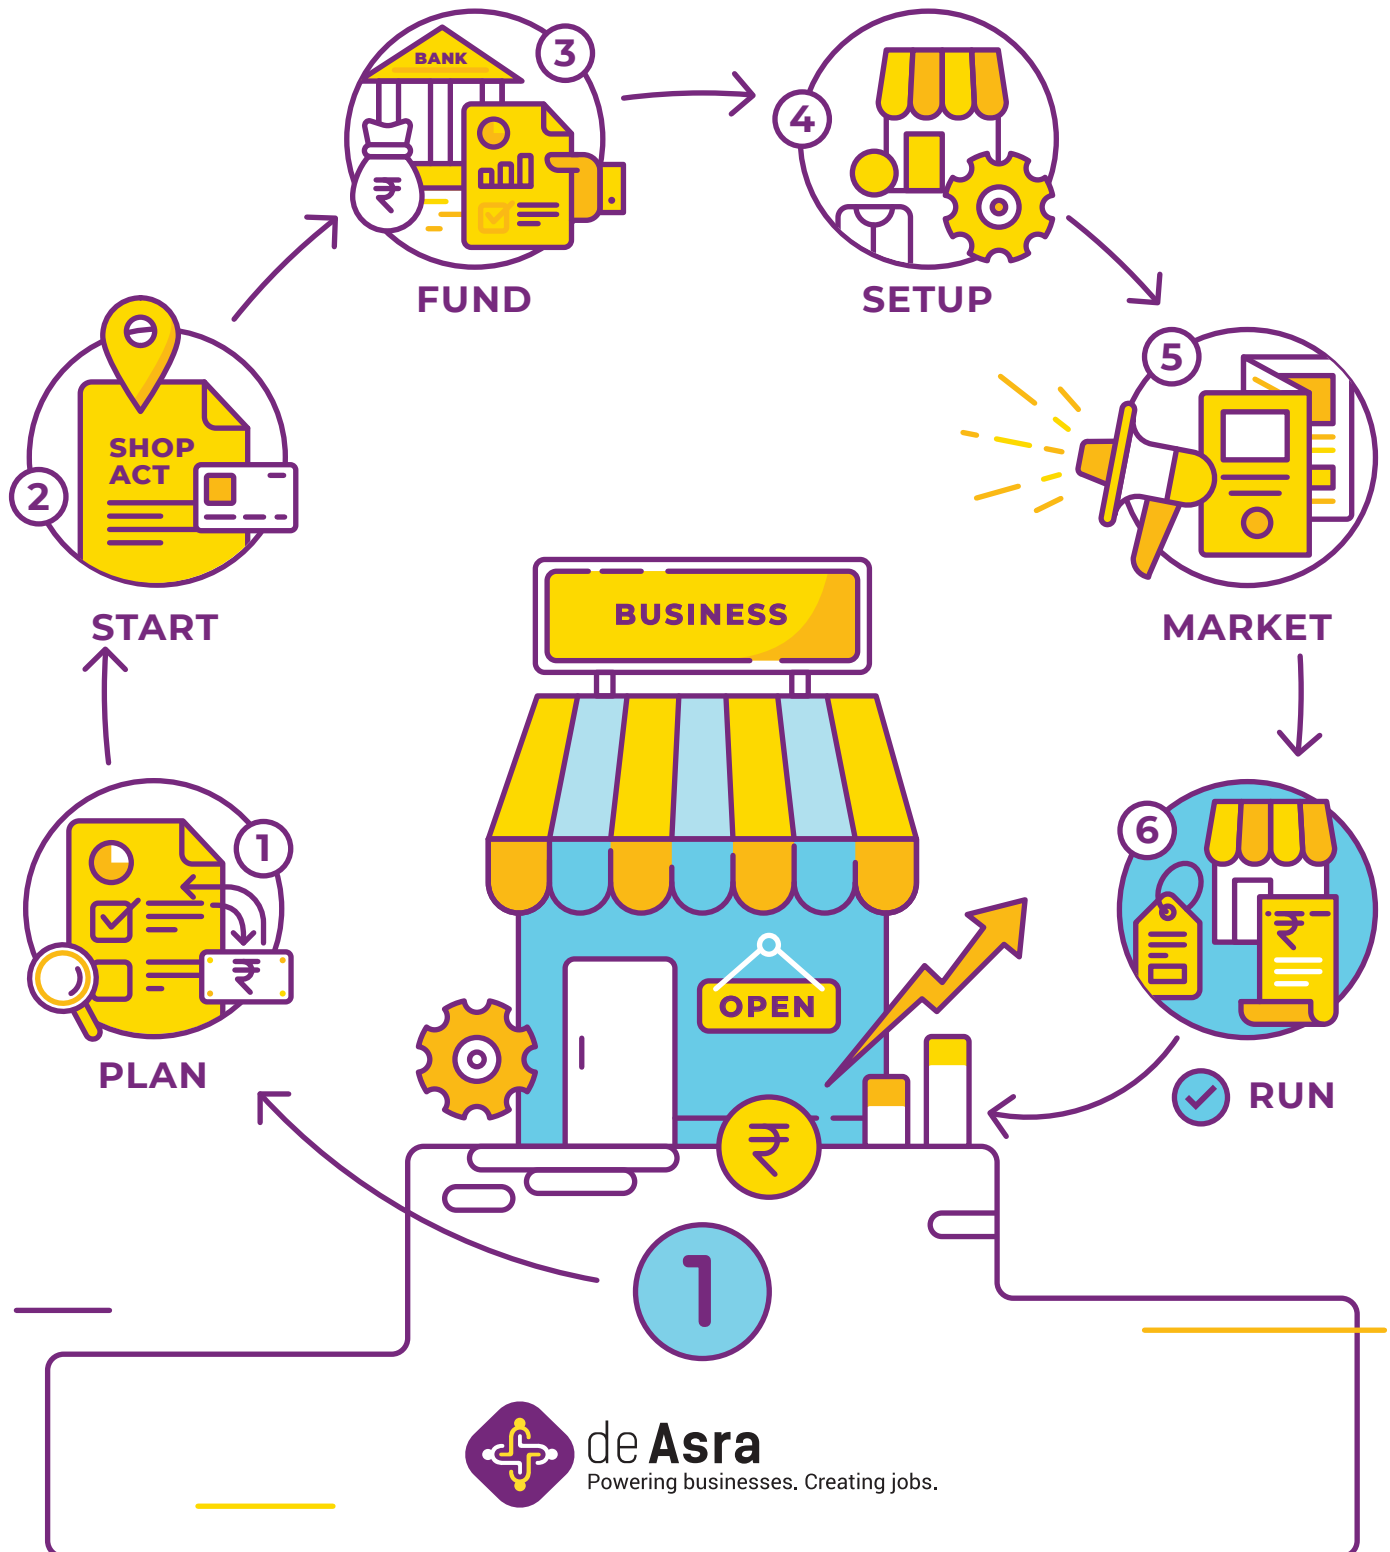 BANK
3
₹
FUND
4
SETUP
SHOP
ACT
2
START
5
MARKET
BUSINESS
1
₹
PLAN
OPEN
₹
6
₹
RUN
1
de Asra
Powering businesses. Creating jobs.